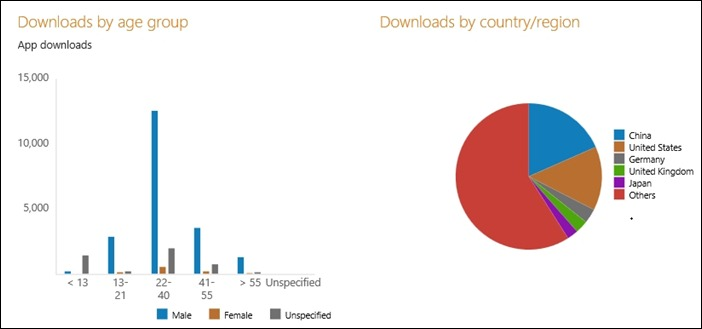 Downloads by age group
App downloads
15,000
10,000
5,000
< 13
13-
21
22-
40
41-
55
> 55
Unspecified
Male
Female
Unspecified
Downloads by country/region
China
United States
Germany
United Kingdom
Japan
Others